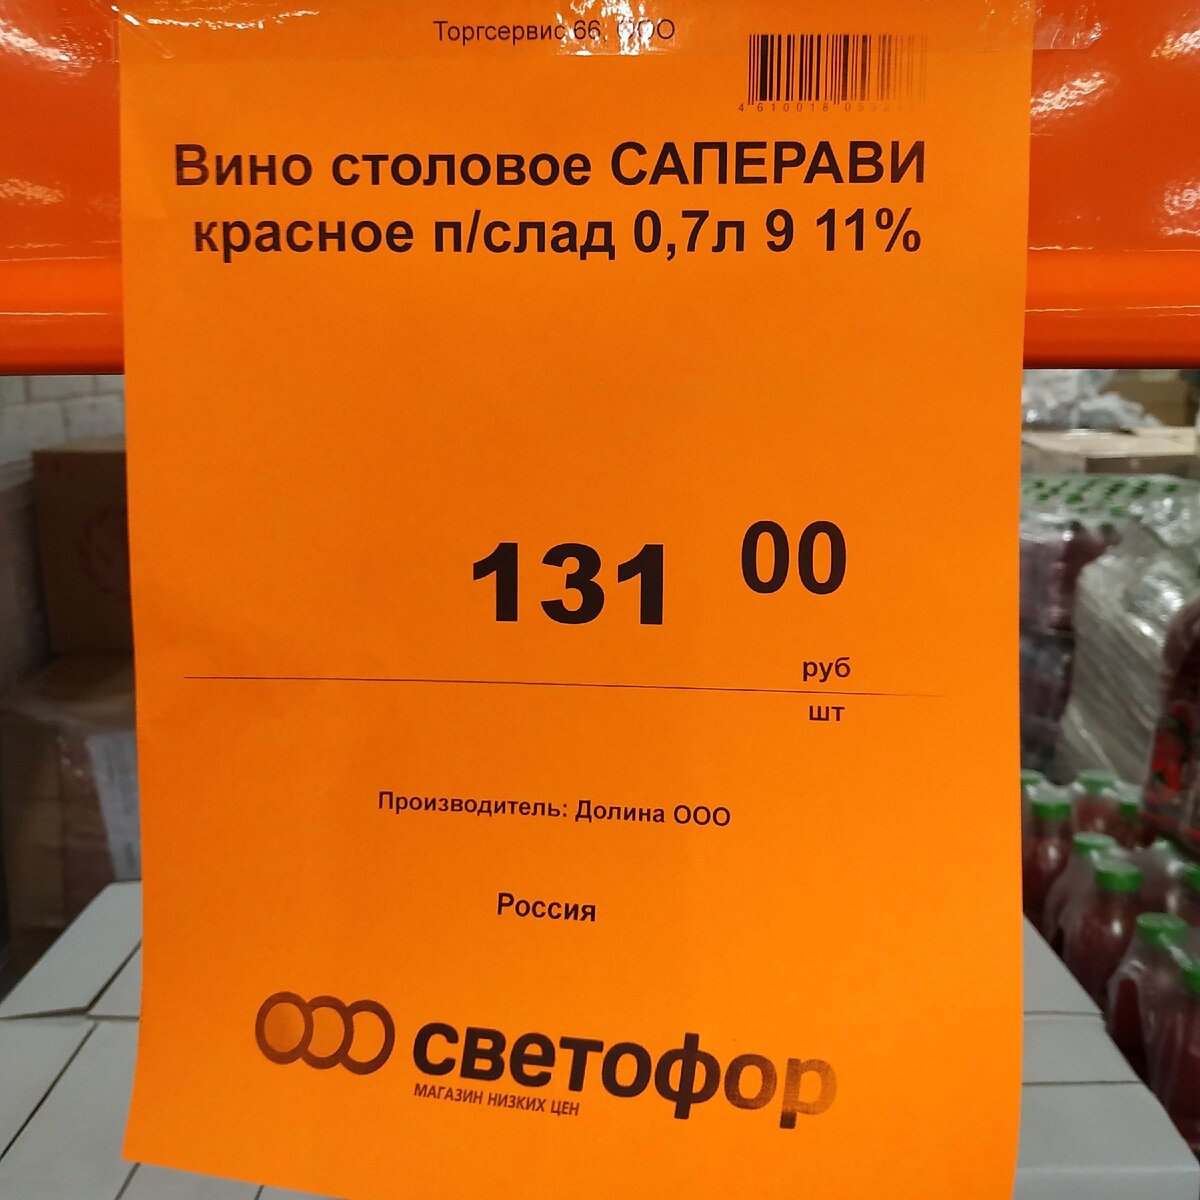 Торгсервис 66, ООО
Вино столовое САПЕРАВИ
красное п/слад 0,7л 9 11%
131 00
руб
шт
Производитель: Долина ООО
Россия
светофор
МАГАЗИН НИЗКИХ ЦЕН